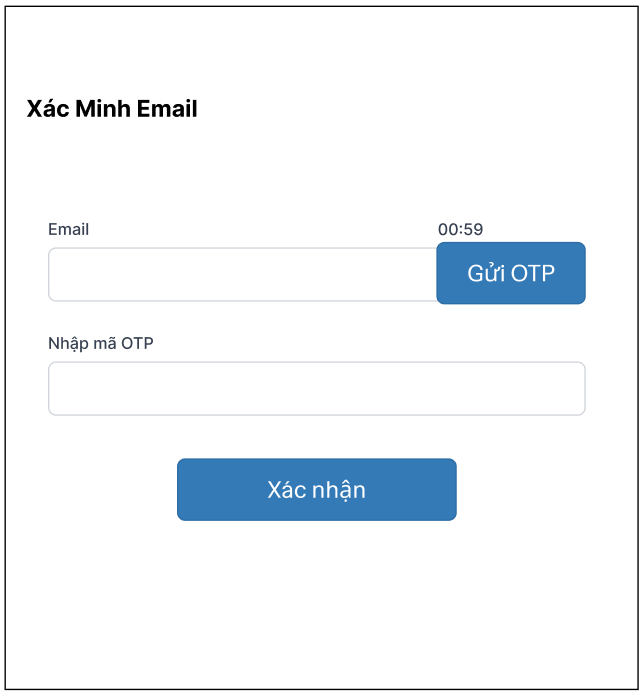 Xác Minh Email
Email
00:59
Gửi OTP
Nhập mã OTP
Xác nhận